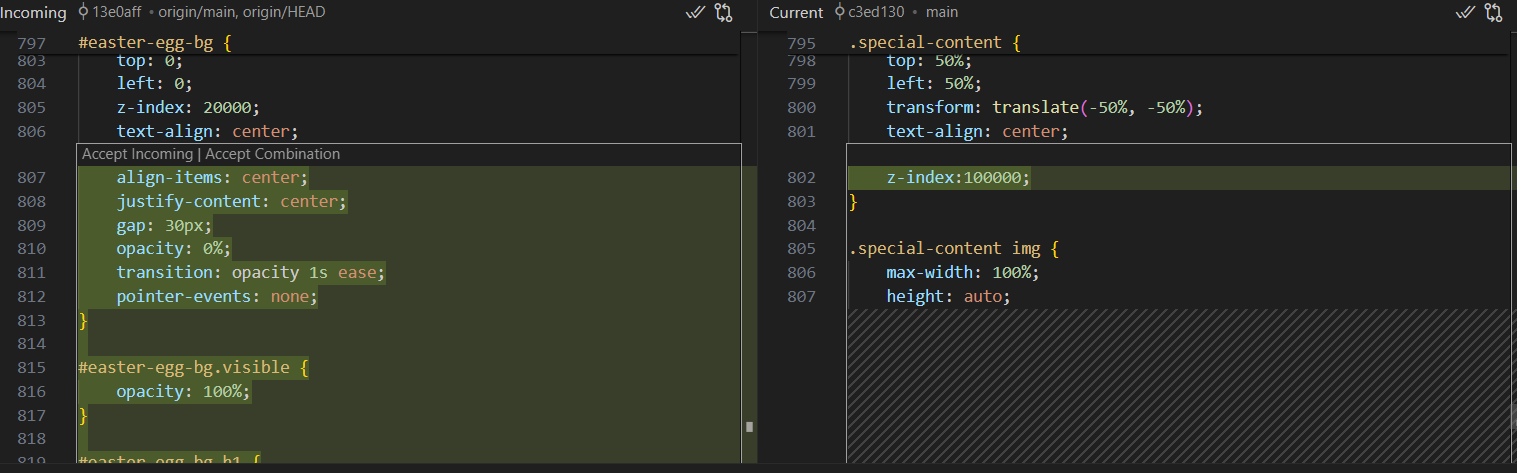 Incoming 13e0aff • origin/main, origin/HEAD
797 #easter-egg-bg {
803 top: 0;
804 left: 0;
805 z-index: 20000;
806 text-align: center;
Accept Incoming | Accept Combination
807 align-items: center;
808 justify-content: center;
809 gap: 30px;
810 opacity: 0%;
811 transition: opacity 1s ease;
812 pointer-events: none;
813 }
814
815 #easter-egg-bg.visible {
816 opacity: 100%;
817 }
818
819 #easter-egg-bg h1 {
Current c3ed130 • main
795 .special-content {
798 top: 50%;
799 left: 50%;
800 transform: translate(-50%, -50%);
801 text-align: center;
802 z-index:100000;
803 }
804
805 .special-content img {
806 max-width: 100%;
807 height: auto;